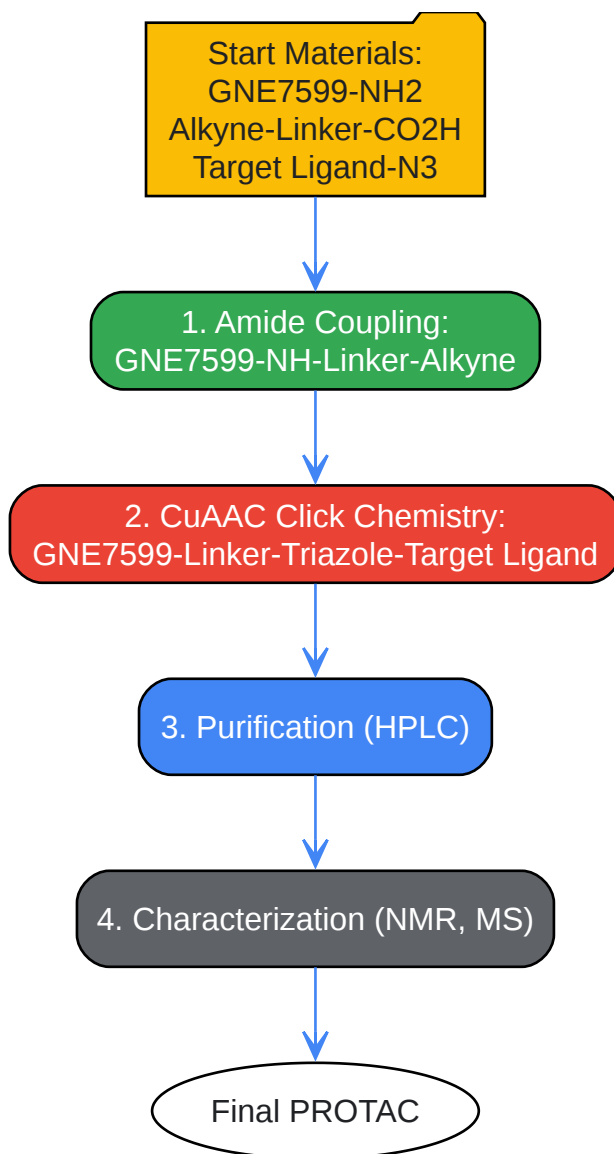 Start Materials:
GNE7599-NH2
Alkyne-Linker-CO2H
Target Ligand-N3
1. Amide Coupling:
GNE7599-NH-Linker-Alkyne
2. CuAAC Click Chemistry:
GNE7599-Linker-Triazole-Target Ligand
3. Purification (HPLC)
4. Characterization (NMR, MS)
Final PROTAC